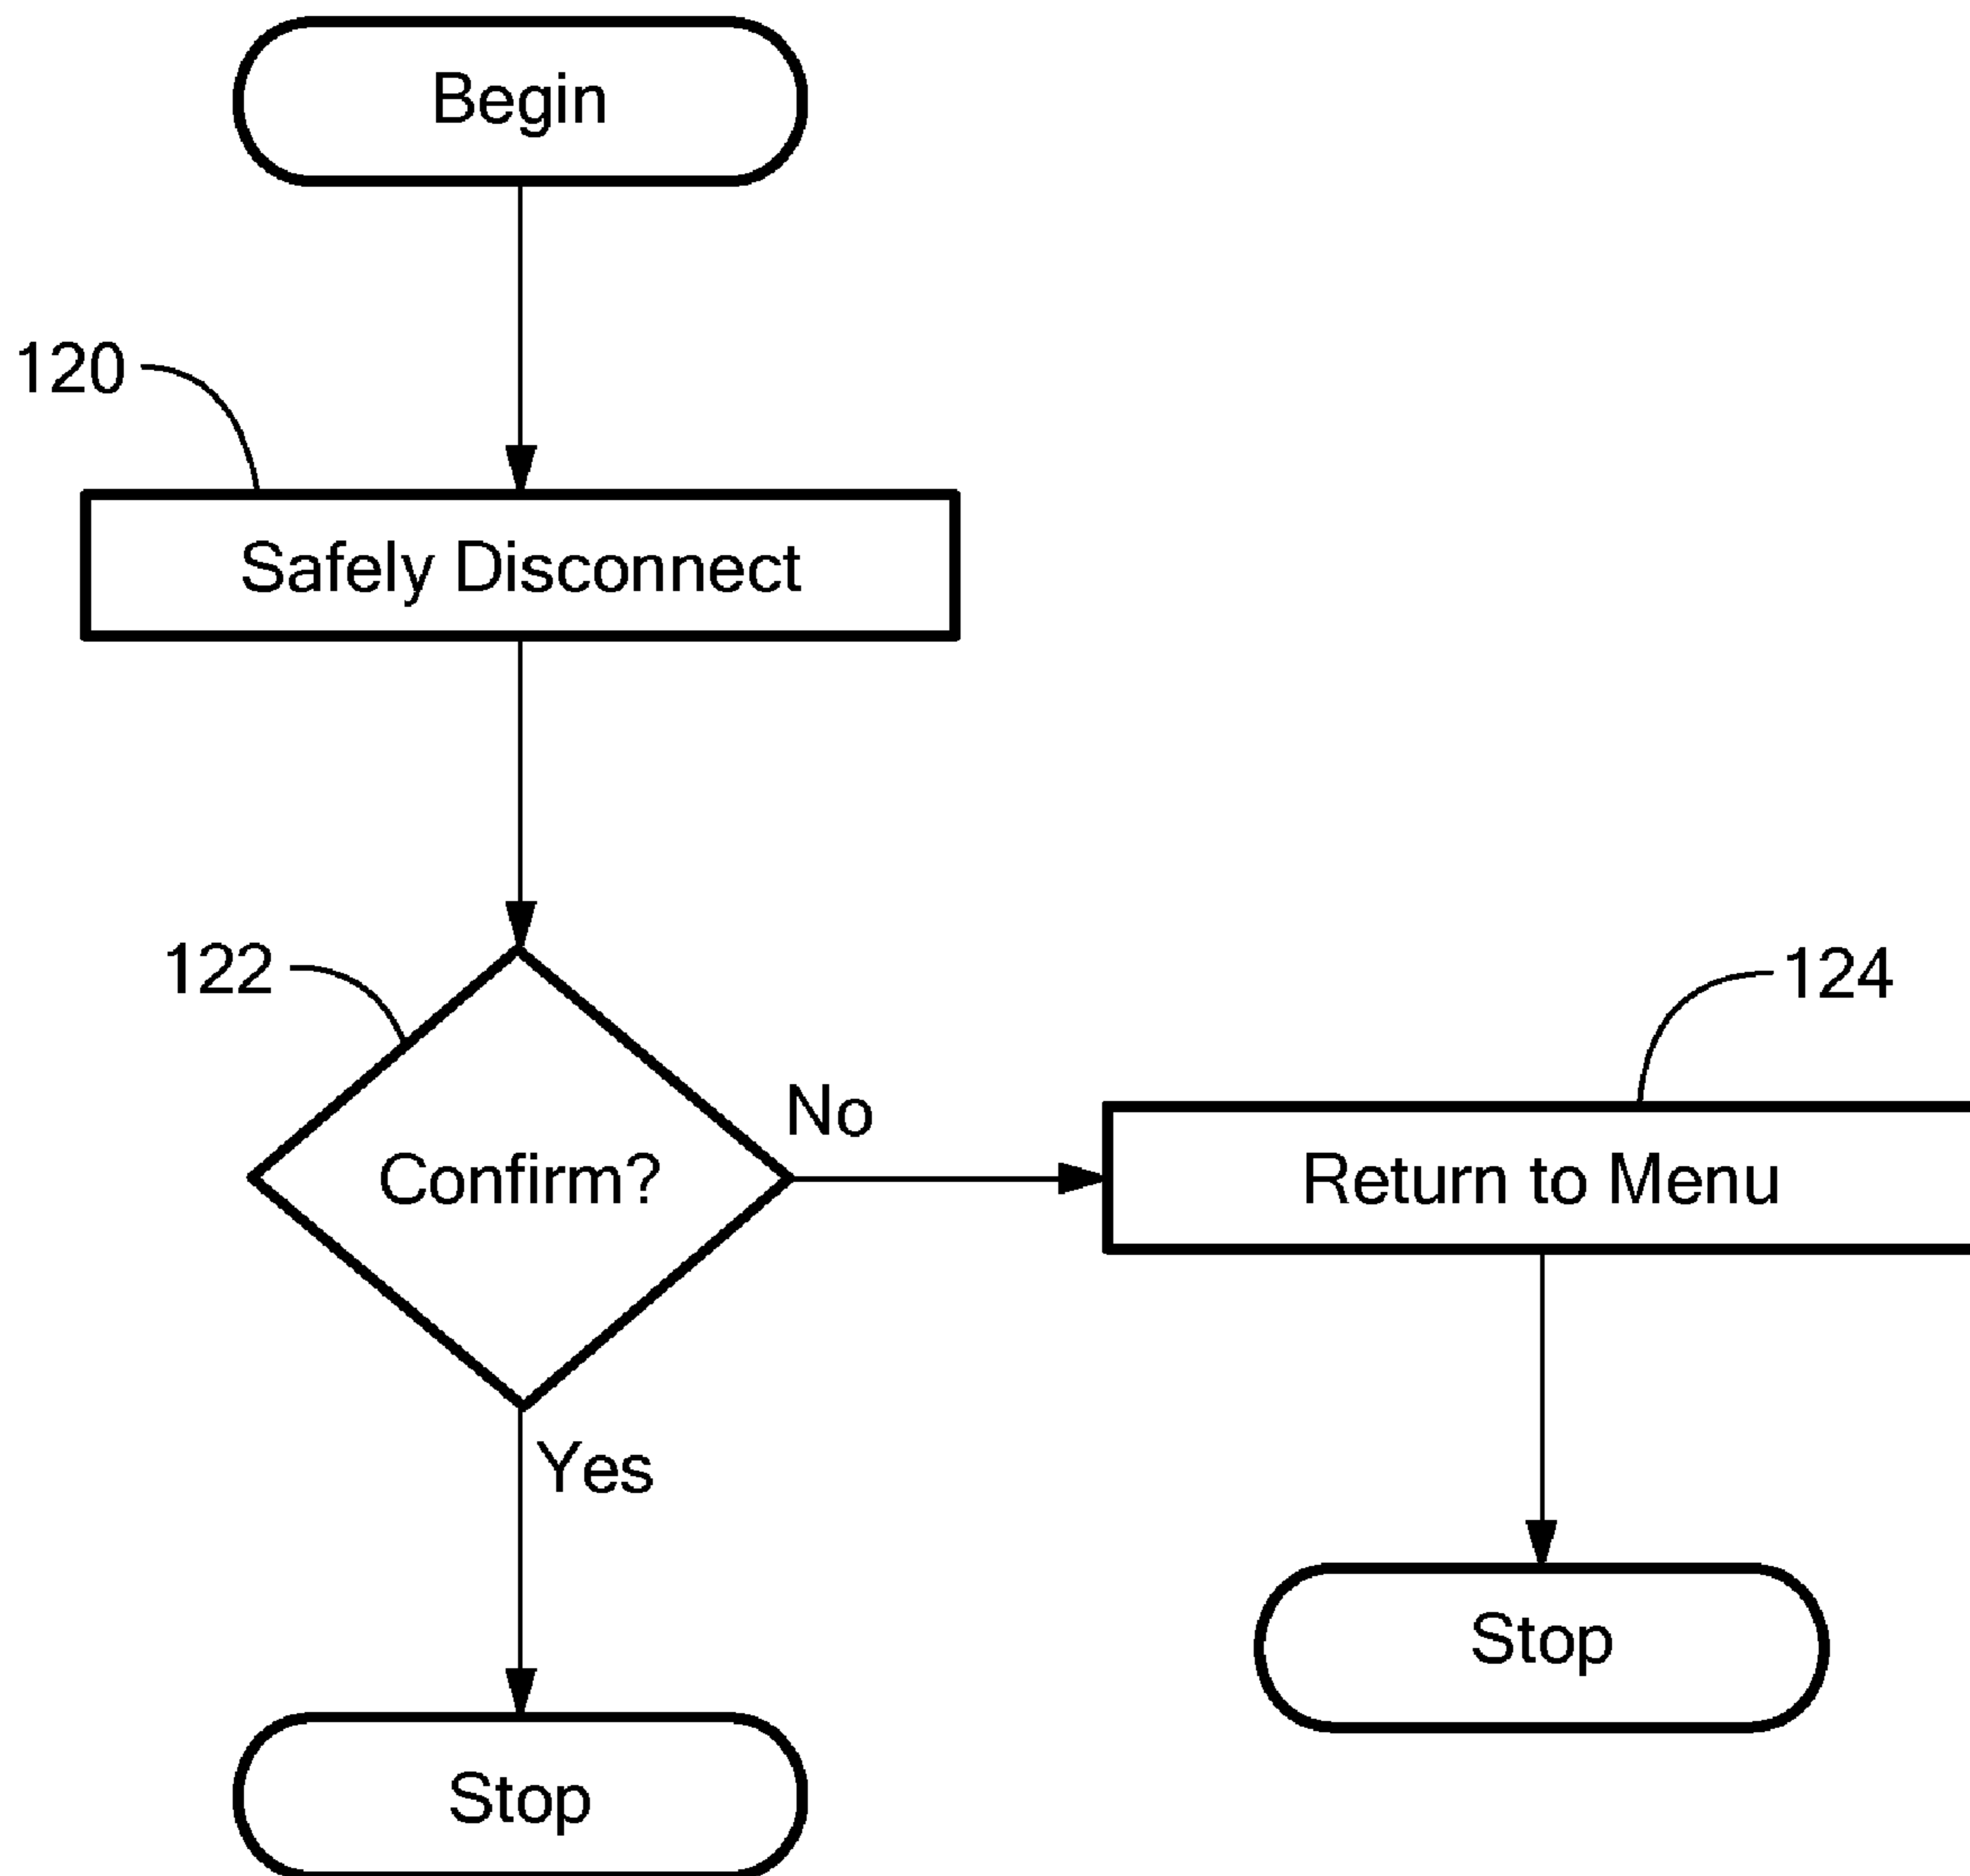 Begin
120
Safely Disconnect
122
124
No
Confirm?
Return to Menu
Yes
Stop
Stop